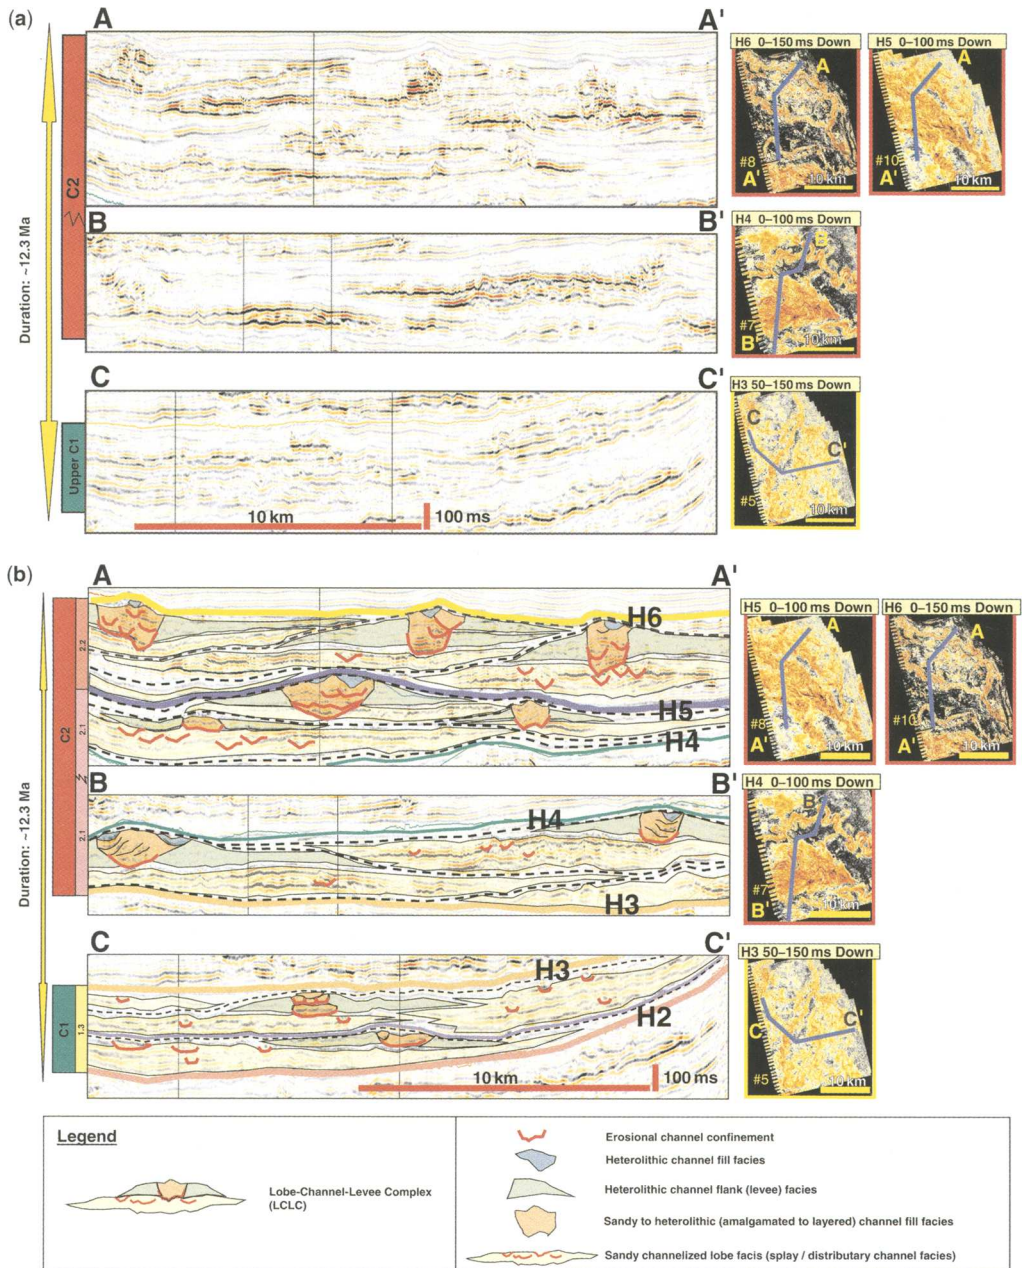 (a)
A
A'
H6 0–150 ms Down
H5 0–100 ms Down
A
A
#8
A'
10 km
#10
A'
10 km
C2
Duration: ~12.3 Ma
B
B'
H4 0–100 ms Down
B
#7
B'
10 km
C
C'
H3 50–150 ms Down
C
C'
#5
10 km
Upper C1
10 km
100 ms
(b)
A
A'
H6
H5
H4
H5 0–100 ms Down
H6 0–150 ms Down
A
A
#8
A'
10 km
#10
A'
10 km
C2
2.2
2.1
2.1
Duration: ~12.3 Ma
B
B'
H4
H3
H4 0–100 ms Down
B
#7
B'
10 km
C
C'
H3
H2
H3 50–150 ms Down
C
C'
#5
10 km
C1
1.3
10 km
100 ms
Legend
Lobe-Channel-Levee Complex
(LCLC)
Erosional channel confinement
Heterolithic channel fill facies
Heterolithic channel flank (levee) facies
Sandy to heterolithic (amalgamated to layered) channel fill facies
Sandy channelized lobe facis (splay / distributary channel facies)